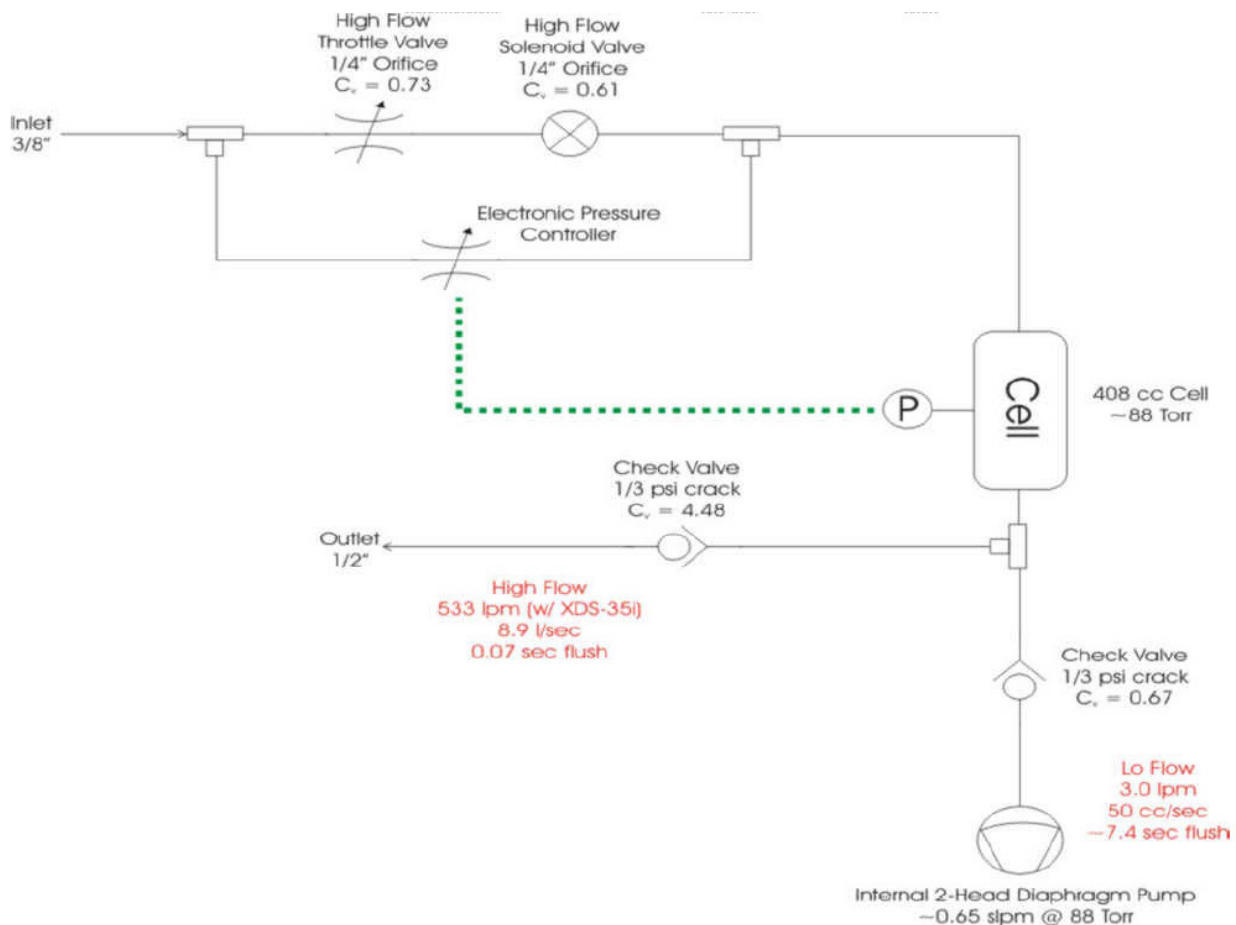 High Flow
Throttle Valve
1/4" Orifice
Cv = 0.73
High Flow
Solenoid Valve
1/4" Orifice
Cv = 0.61
Inlet
3/8"
Electronic Pressure
Controller
Cell
P
408 cc Cell
~88 Torr
Check Valve
1/3 psi crack
Cv = 4.48
Outlet
1/2"
High Flow
533 lpm (w/ XDS-35i)
8.9 l/sec
0.07 sec flush
Check Valve
1/3 psi crack
Cv = 0.67
Lo Flow
3.0 lpm
50 cc/sec
~7.4 sec flush
Internal 2-Head Diaphragm Pump
~0.65 slpm @ 88 Torr